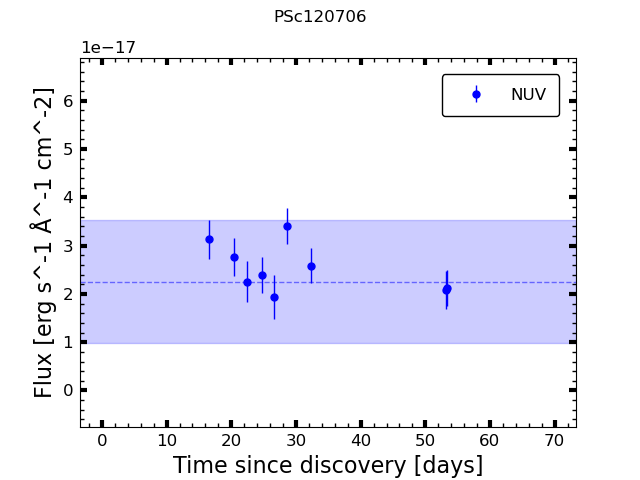 PSc120706
1e−17
NUV
Flux [erg s^-1 Å^-1 cm^-2]
6
5
4
3
2
1
0
0 10 20 30 40 50 60 70
Time since discovery [days]